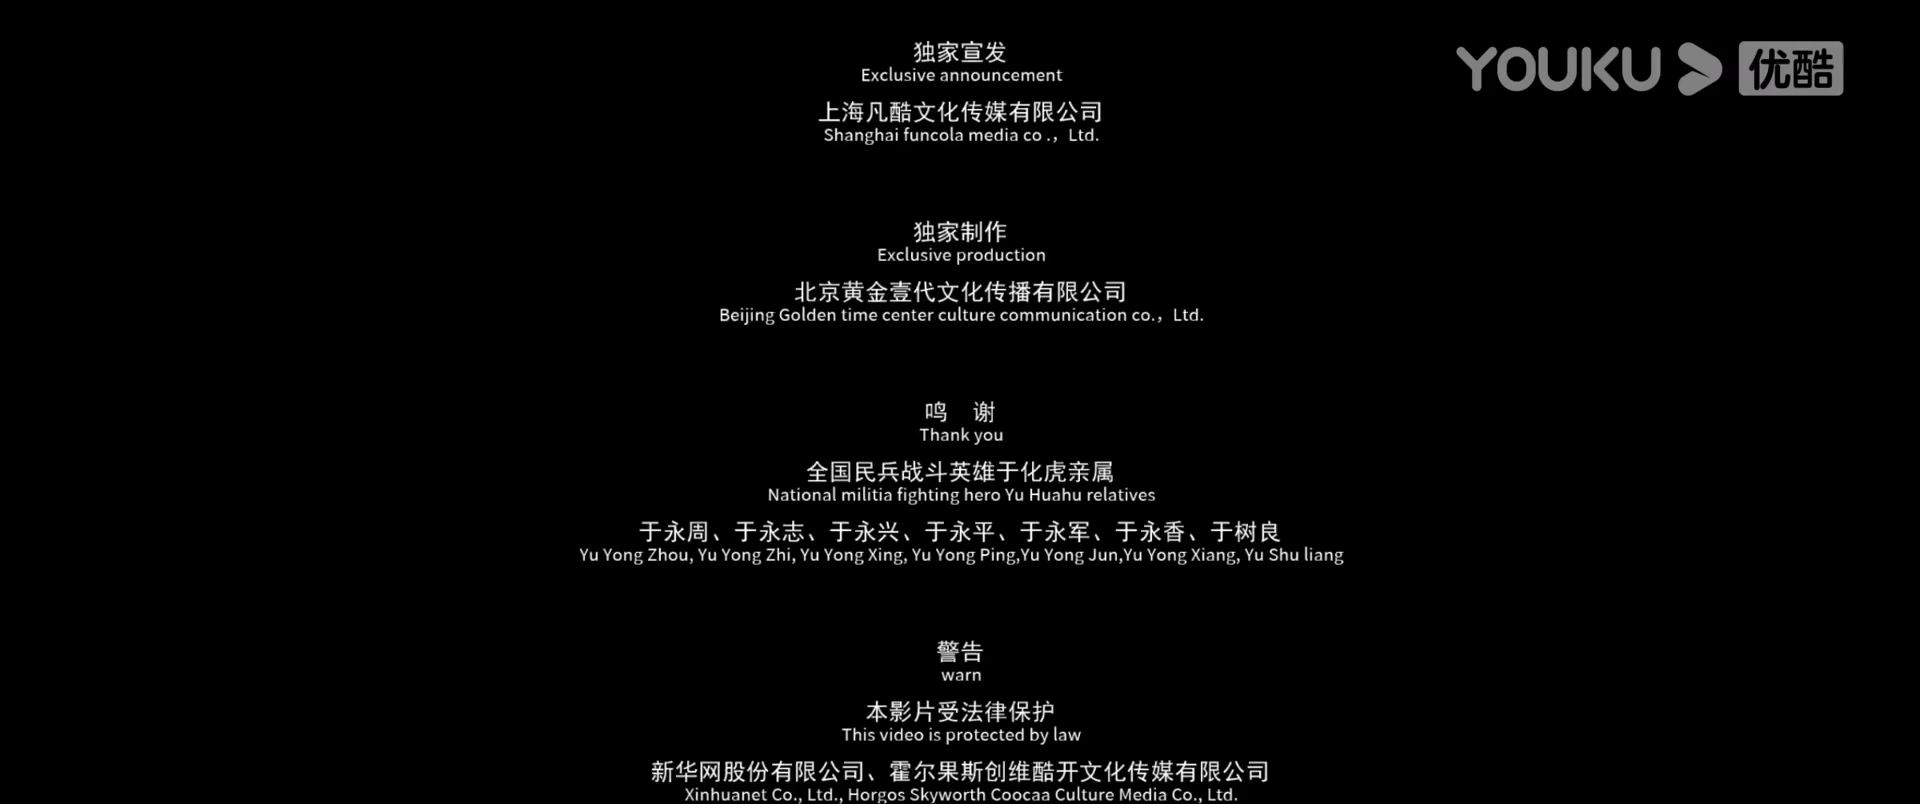 YOUKU 优酷
独家宣发
Exclusive announcement
上海凡酷文化传媒有限公司
Shanghai funcola media co .，Ltd.
独家制作
Exclusive production
北京黄金壹代文化传播有限公司
Beijing Golden time center culture communication co.，Ltd.
鸣 谢
Thank you
全国民兵战斗英雄于化虎亲属
National militia fighting hero Yu Huahu relatives
于永周、于永志、于永兴、于永平、于永军、于永香、于树良
Yu Yong Zhou, Yu Yong Zhi, Yu Yong Xing, Yu Yong Ping,Yu Yong Jun,Yu Yong Xiang, Yu Shu liang
警告
warn
本影片受法律保护
This video is protected by law
新华网股份有限公司、霍尔果斯创维酷开文化传媒有限公司
Xinhuanet Co., Ltd., Horgos Skyworth Coocaa Culture Media Co., Ltd.